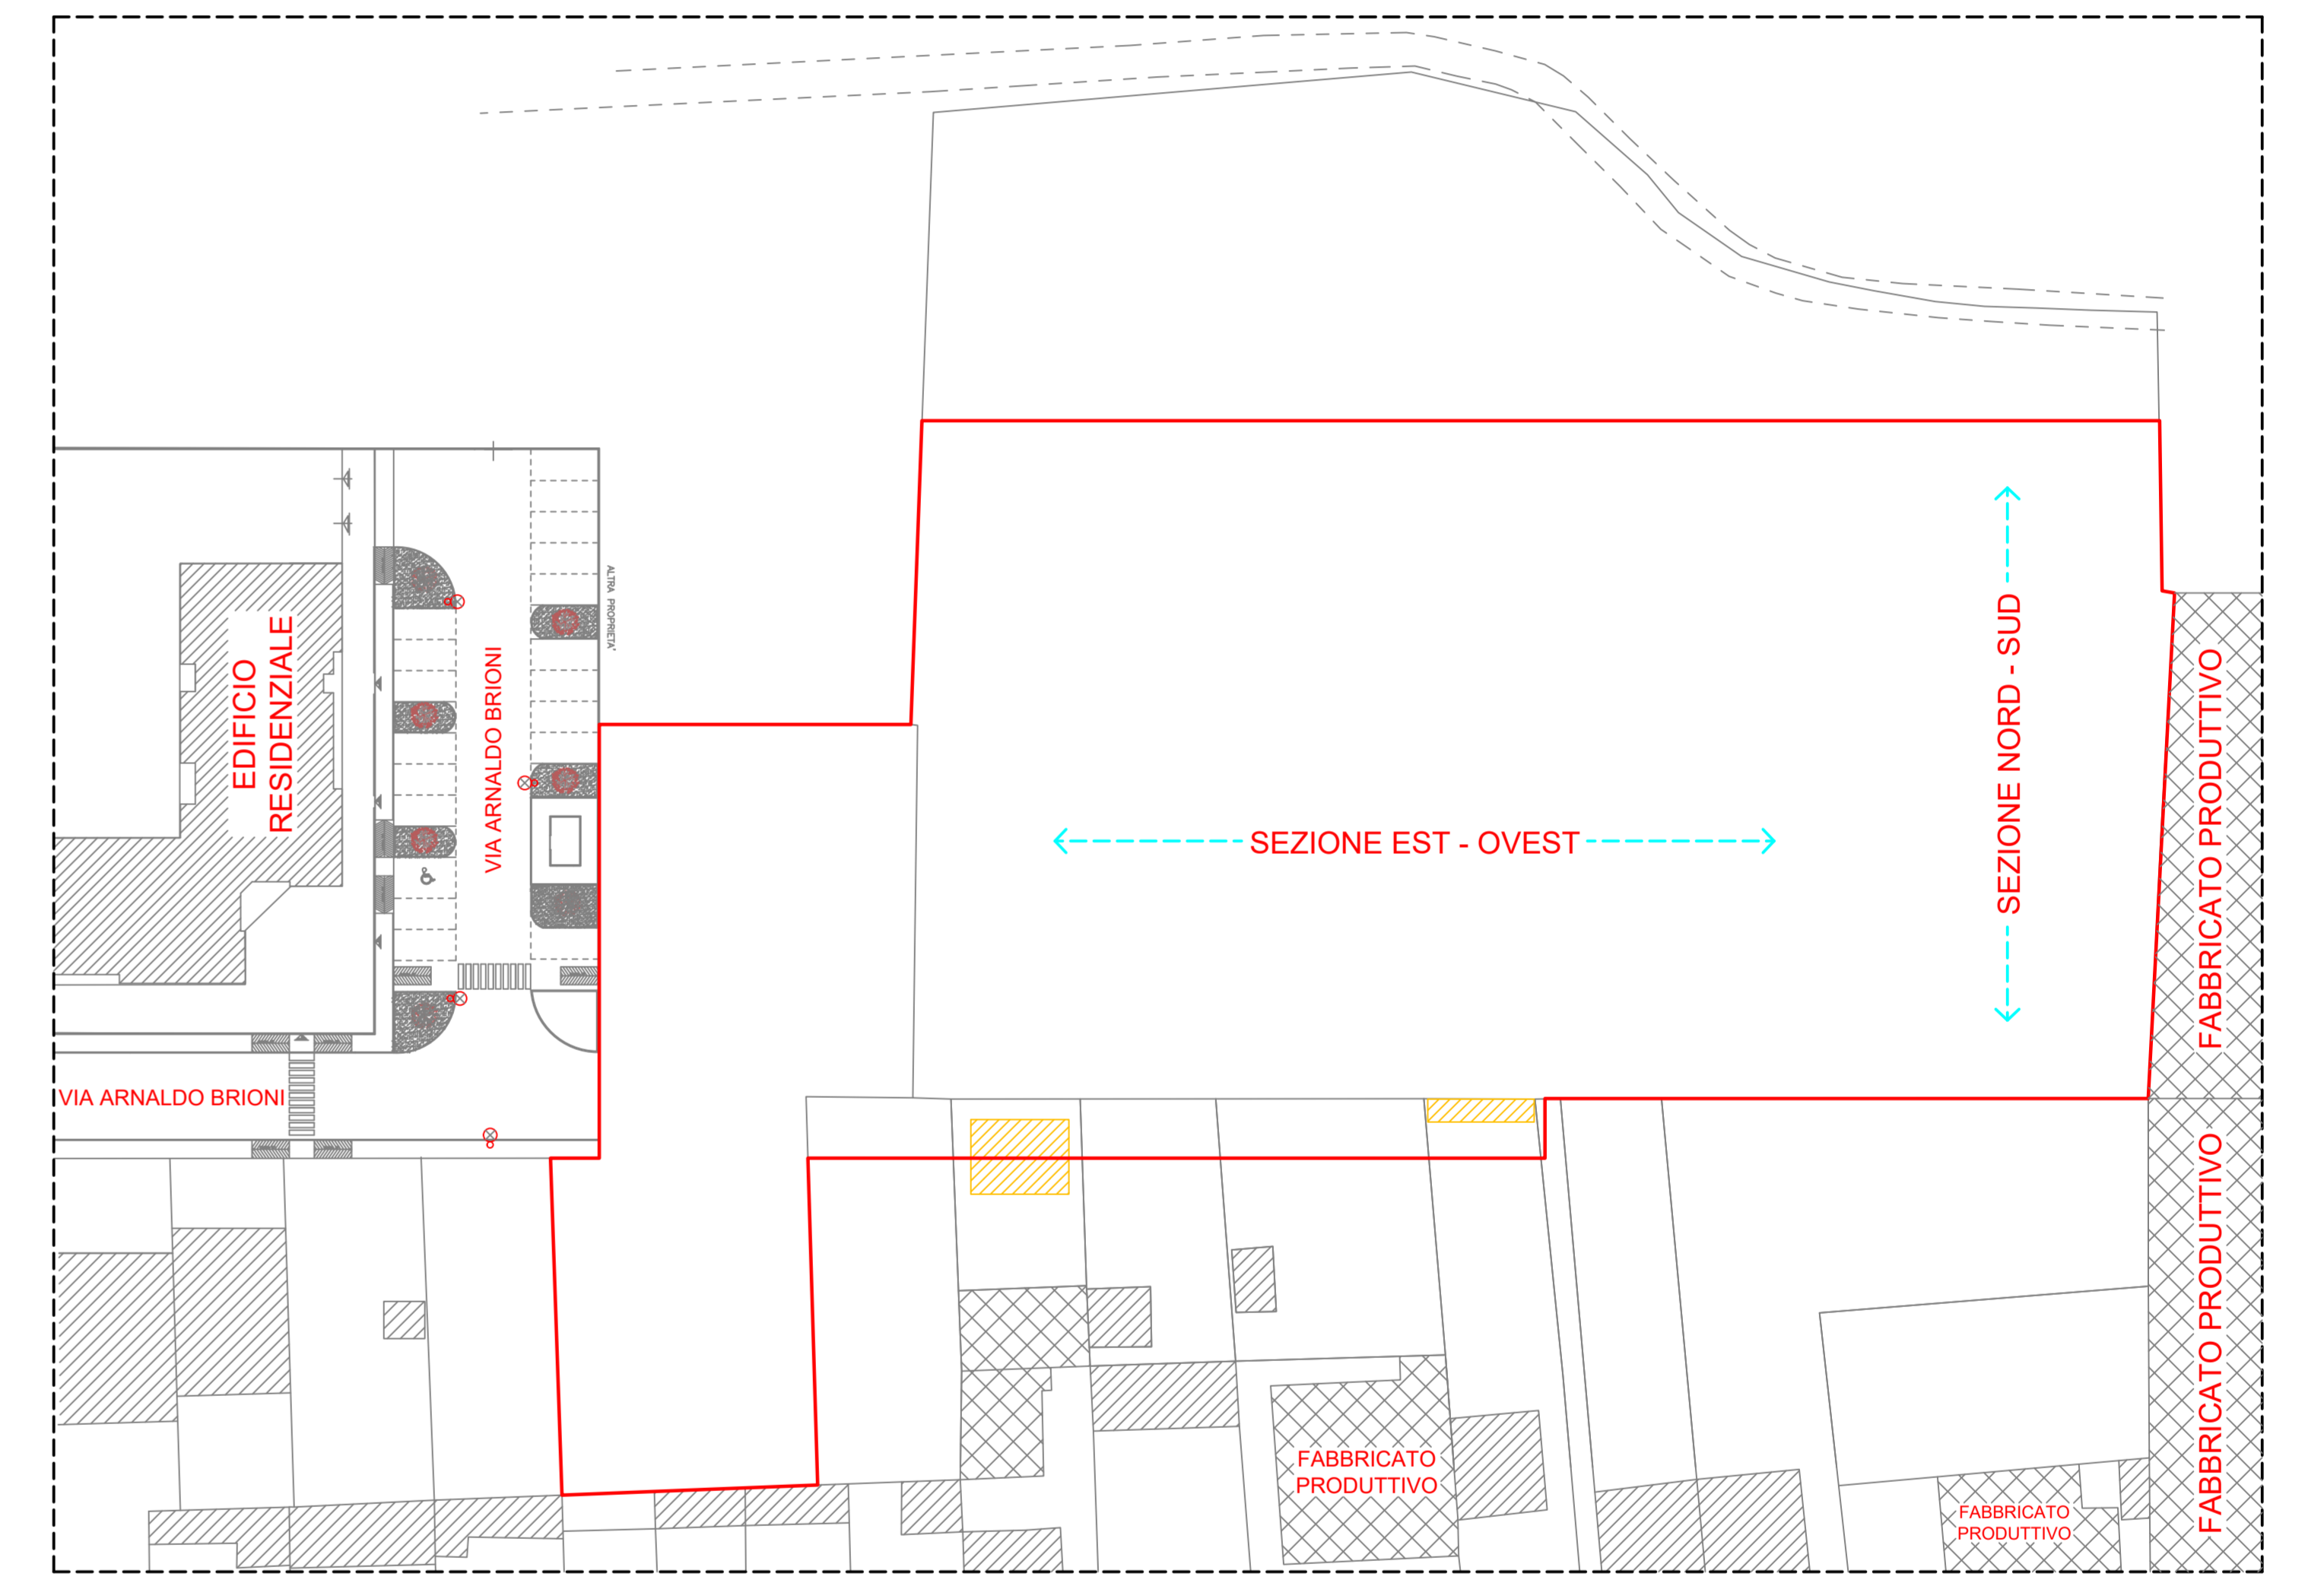 ALTRA PROPRIETA'
EDIFICIO
RESIDENZIALE
VIA ARNALDO BRIONI
VIA ARNALDO BRIONI
SEZIONE EST - OVEST
SEZIONE NORD - SUD
FABBRICATO PRODUTTIVO
FABBRICATO PRODUTTIVO
FABBRICATO
PRODUTTIVO
FABBRICATO
PRODUTTIVO